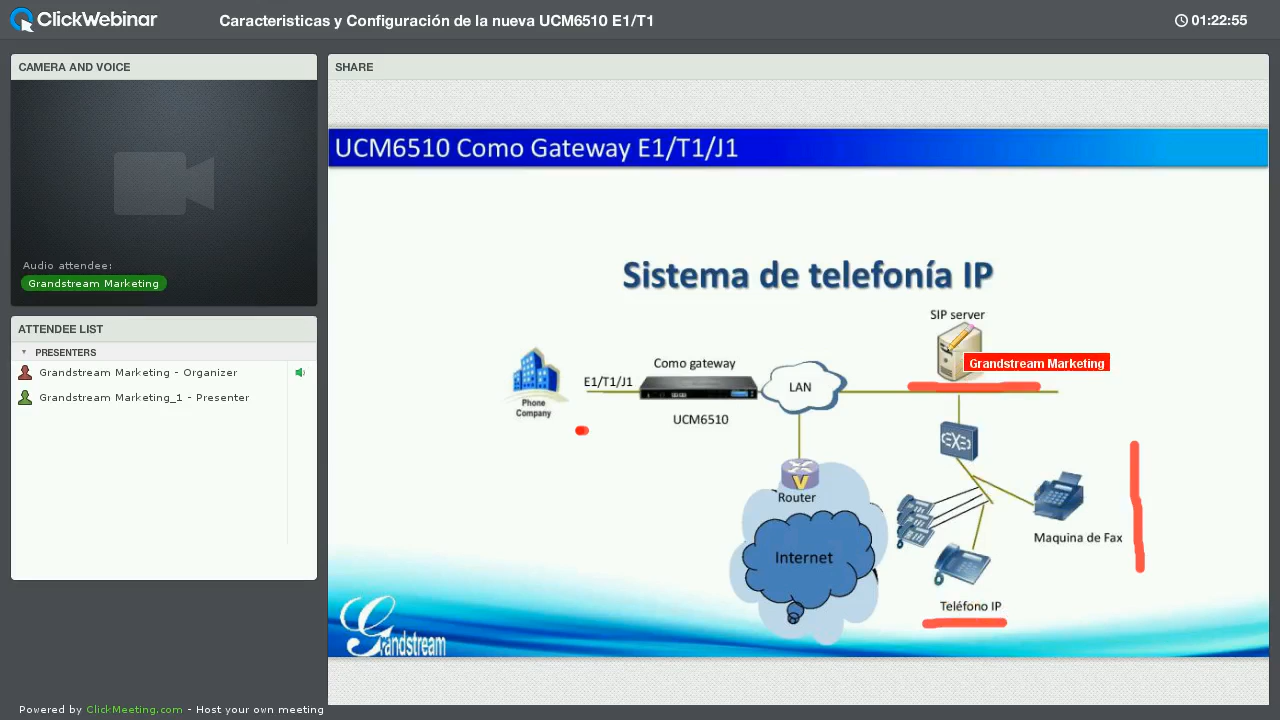 ClickWebinar
Caracteristicas y Configuración de la nueva UCM6510 E1/T1
01:22:55
CAMERA AND VOICE
Audio attendee:
Grandstream Marketing
ATTENDEE LIST
PRESENTERS
Grandstream Marketing - Organizer
Grandstream Marketing_1 - Presenter
SHARE
UCM6510 Como Gateway E1/T1/J1
Sistema de telefonía IP
SIP server
Grandstream Marketing
Como gateway
E1/T1/J1
LAN
Phone
Company
UCM6510
V
Router
Internet
Maquina de Fax
Teléfono IP
Grandstream
Powered by ClickMeeting.com - Host your own meeting